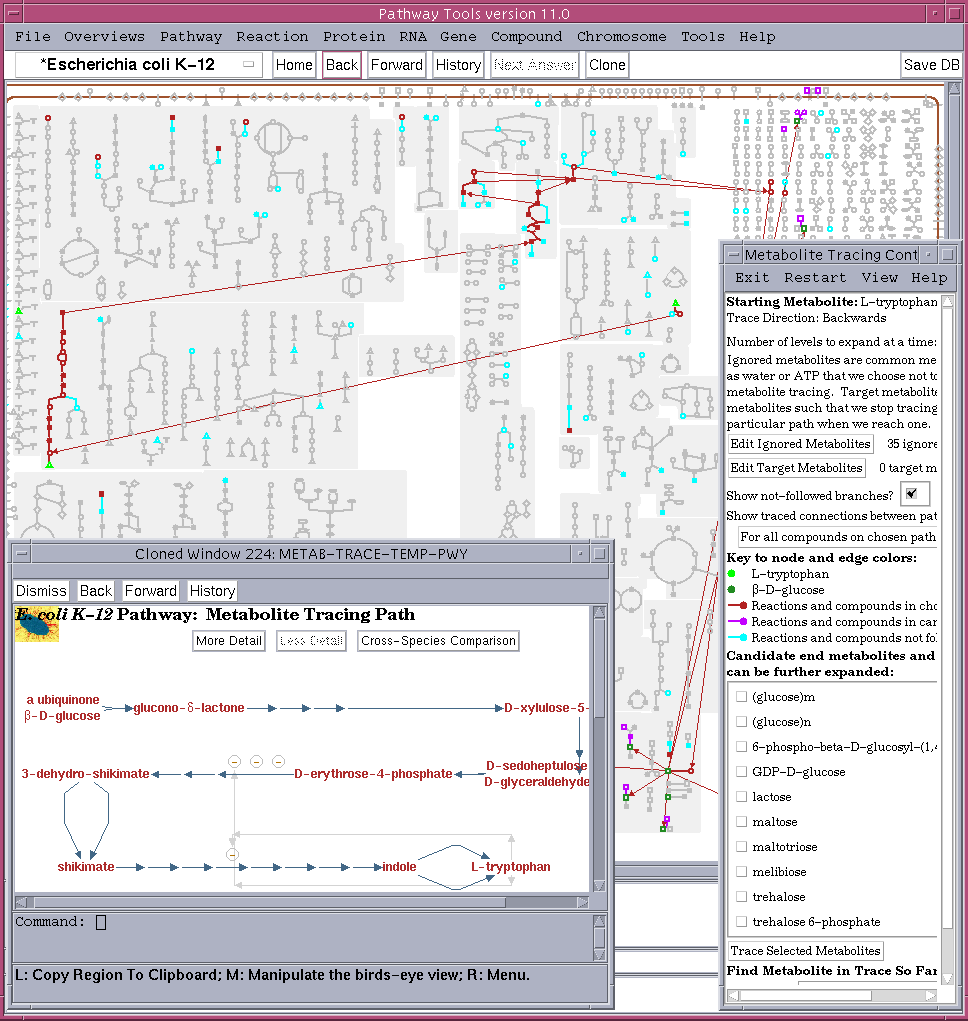 Pathway Tools version 11.0
File Overviews Pathway Reaction Protein RNA Gene Compound Chromosome Tools Help
*Escherichia coli K-12 Home Back Forward History Next Answer Clone Save DB
Metabolite Tracing Cont
Exit Restart View Help
Starting Metabolite: L-tryptophan
Trace Direction: Backwards
Number of levels to expand at a time:
Ignored metabolites are common me
as water or ATP that we choose not to
metabolite tracing. Target metabolite
metabolites such that we stop tracing
particular path when we reach one.
Edit Ignored Metabolites 35 ignore
Edit Target Metabolites 0 target m
Show not-followed branches?
Show traced connections between pat
For all compounds on chosen path
Key to node and edge colors:
L-tryptophan
β-D-glucose
Reactions and compounds in cho
Reactions and compounds in can
Reactions and compounds not fo
Candidate end metabolites and
can be further expanded:
(glucose)m
(glucose)n
6-phospho-beta-D-glucosyl-(1,4
GDP-D-glucose
lactose
maltose
maltotriose
melibiose
trehalose
trehalose 6-phosphate
Trace Selected Metabolites
Find Metabolite in Trace So Far
Cloned Window 224: METAB-TRACE-TEMP-PWY
Dismiss Back Forward History
E. coli K-12 Pathway: Metabolite Tracing Path
More Detail Less Detail Cross-Species Comparison
a ubiquinone
β-D-glucose glucono-δ-lactone D-xylulose-5-
D-sedoheptulose
3-dehydro-shikimate D-erythrose-4-phosphate D-glyceraldehyde
shikimate indole L-tryptophan
Command:
L: Copy Region To Clipboard; M: Manipulate the birds-eye view; R: Menu.